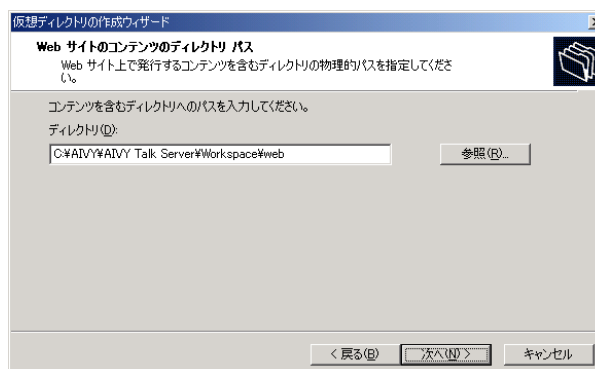 仮想ディレクトリの作成ウィザード
Web サイトのコンテンツのディレクトリ パス
Web サイト上で発行するコンテンツを含むディレクトリの物理的パスを指定してくださ
い。
コンテンツを含むディレクトリへのパスを入力してください。
ディレクトリ(D):
C:¥AIVY¥AIVY Talk Server¥Workspace¥web
参照(R)...
< 戻る(B)
次へ(N) >
キャンセル